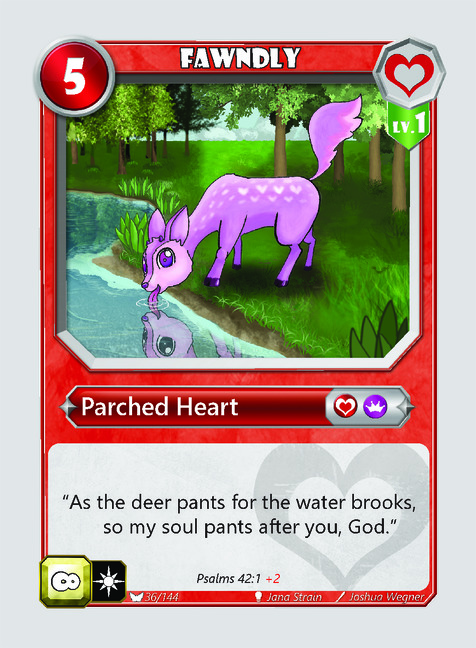 FAWNDLY
5
LV.1
Parched Heart
“As the deer pants for the water brooks,
so my soul pants after you, God.”
Psalms 42:1 +2
8
36/144 Jana Strain Joshua Wegner